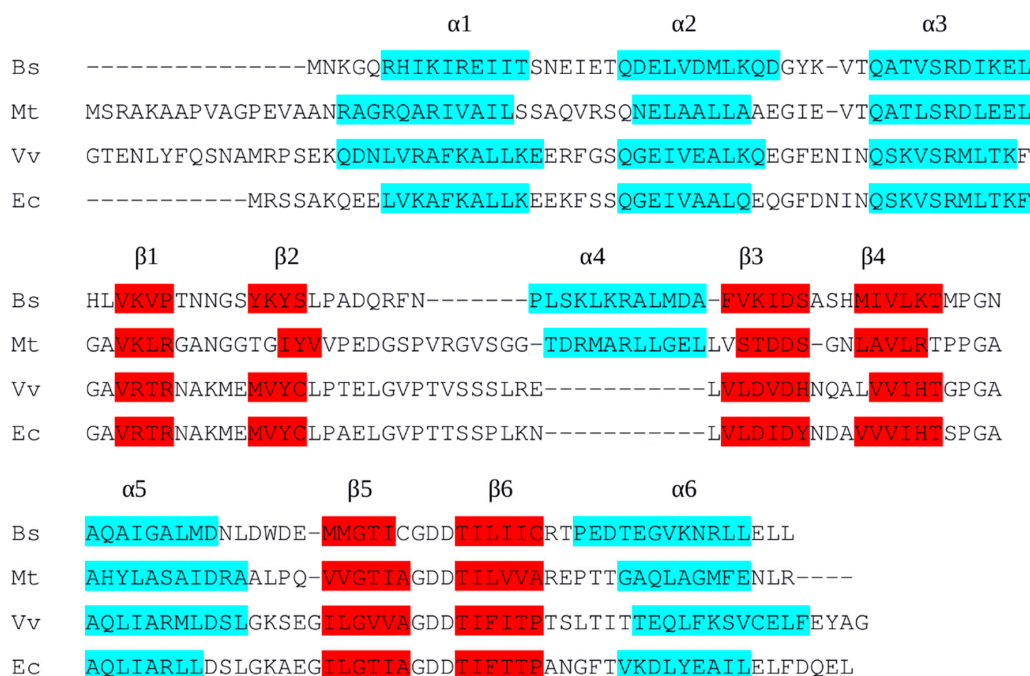 α1 α2 α3
Bs ---------------MNKGQRHIKIREIITSNEIETQDELVDMLKQDGYK-VTQATVSRDIKEL
Mt MSRAKAAPVAGPEVAANRAGRQARIVAILSSAQVRSQNELAALLAAEGIE-VTQATLSRDLEEL
Vv GTENLYFQSNAMRPSEKQDNLVRAFKALLKEERFGSQGEIVEALKQEGFENINQSKVSRMLTKF
Ec -----------MRSSAKQEELVKAFKALLKEEKFSSQGEIVAALQEQGFDNINQSKVSRMLTKF
β1 β2 α4 β3 β4
Bs HLVKVPTNNGSYKYSLPADQRFN-------PLSKLKRALMDA-FVKIDSASHMIVLKTMPGN
Mt GAVKLRGANGGTGIYVVPEDGSPVRGVSGG-TDRMARLLGELLVSTDDS-GNLAVLRTPPGA
Vv GAVRTRNAKMEMVYCLPTELGVPTVSSSLRE-----------LVLDVDHNQALVVIHTGPGA
Ec GAVRTRNAKMEMVYCLPAELGVPTTSSPLKN-----------LVLDIDYNDAVVVIHTSPGA
α5 β5 β6 α6
Bs AQAIGALMDNLDWDE-MMGTICGDDTILIICRTPEDTEGVKNRLLELL
Mt AHYLASAIDRAALPQ-VVGTIAGDDTILVVAREPTTGAQLAGMFENLR----
Vv AQLIARMLDSLGKSEGILGVVAGDDTIFITPTSLTITTEQLFKSVCELFEYAG
Ec AQLIARLLDSLGKAEGILGTIAGDDTIFTTPANGFTVKDLYEAILELFDQEL